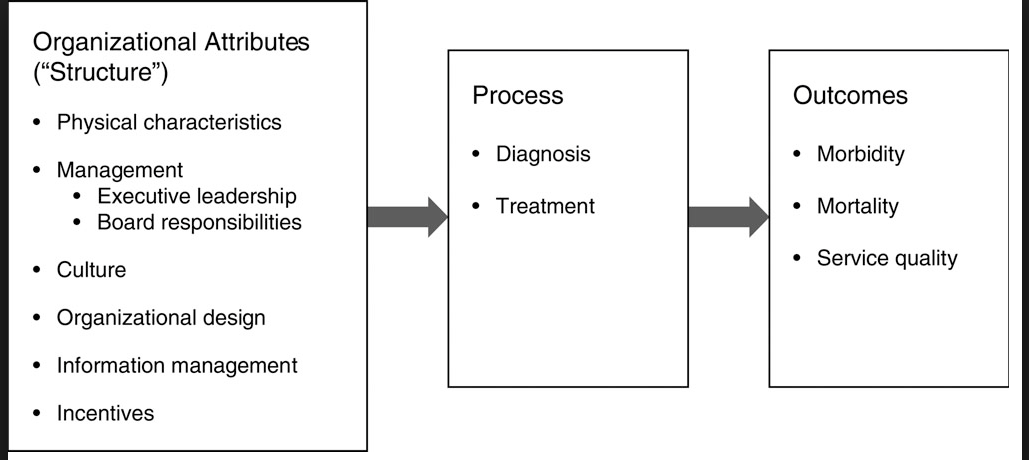 Organizational Attributes
(“Structure”)
• Physical characteristics
• Management
• Executive leadership
• Board responsibilities
• Culture
• Organizational design
• Information management
• Incentives
Process
• Diagnosis
• Treatment
Outcomes
• Morbidity
• Mortality
• Service quality